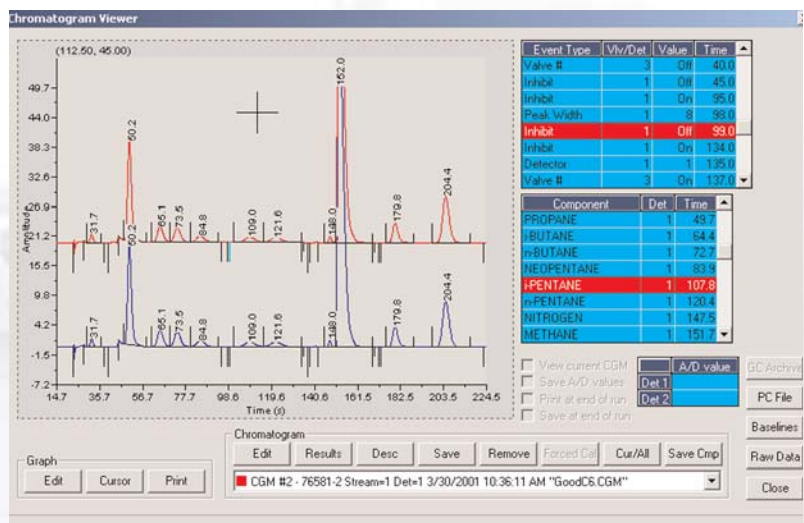 Chromatogram Viewer
(112.50, 45.00)
49.7
44.0
38.3
32.6
26.9
21.2
15.5
9.8
4.2
-1.5
-7.2
Amplitude
31.7
50.2
65.1
73.5
84.8
109.0
121.6
148.0
152.0
179.8
204.4
31.7
50.2
65.1
73.5
84.8
109.0
121.6
148.0
179.8
204.4
14.7 35.7 56.7 77.7 98.6 119.6 140.6 161.5 182.5 203.5 224.5
Time (s)
Event Type Vlv/Det Value Time
Valve # 3 Off 40.0
Inhibit 1 Off 45.0
Inhibit 1 On 95.0
Peak Width 1 8 98.0
Inhibit 1 Off 99.0
Inhibit 1 On 134.0
Detector 1 1 135.0
Valve # 3 On 137.0
Component Det Time
PROPANE 1 49.7
i-BUTANE 1 64.4
n-BUTANE 1 72.7
NEOPENTANE 1 83.9
i-PENTANE 1 107.8
n-PENTANE 1 120.4
NITROGEN 1 147.5
METHANE 1 151.7
View current CGM
Save A/D values
Print at end of run
Save at end of run
A/D value
Det 1
Det 2
GC Archive
PC File
Baselines
Raw Data
Close
Graph
Edit Cursor Print
Chromatogram
Edit Results Desc Save Remove Forced Cal Cur/All Save Cmp
CGM #2 - 76581-2 Stream=1 Det=1 3/30/2001 10:36:11 AM "GoodC6.CGM"